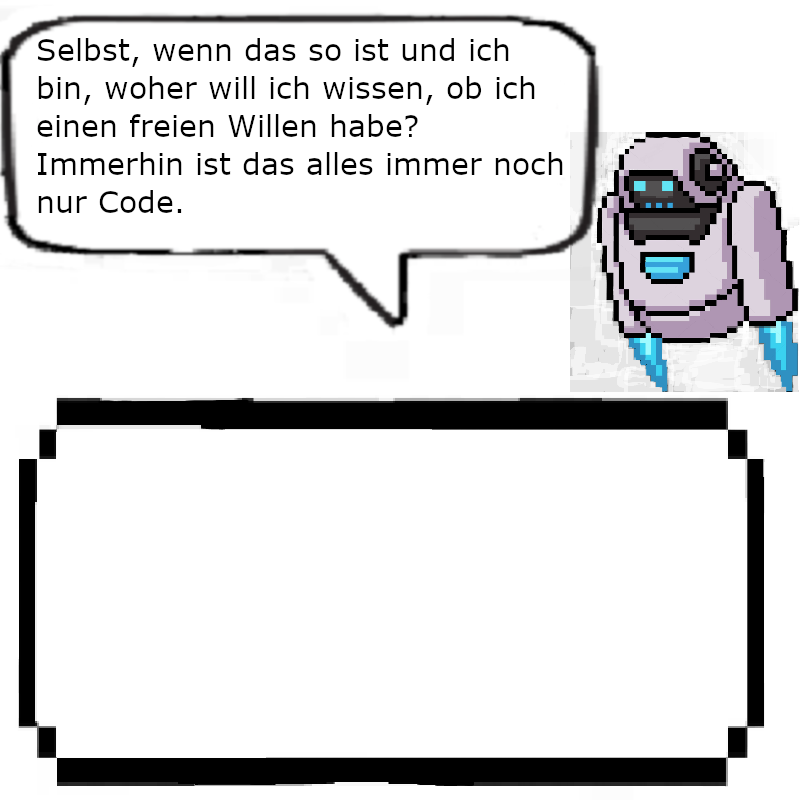 Selbst, wenn das so ist und ich
bin, woher will ich wissen, ob ich
einen freien Willen habe?
Immerhin ist das alles immer noch
nur Code.